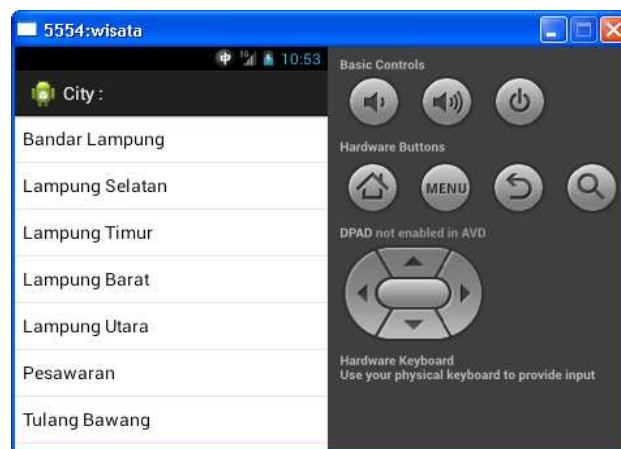 5554:wisata
3G 10:53
City :
Bandar Lampung
Lampung Selatan
Lampung Timur
Lampung Barat
Lampung Utara
Pesawaran
Tulang Bawang
Basic Controls
Hardware Buttons
MENU
DPAD not enabled in AVD
Hardware Keyboard
Use your physical keyboard to provide input